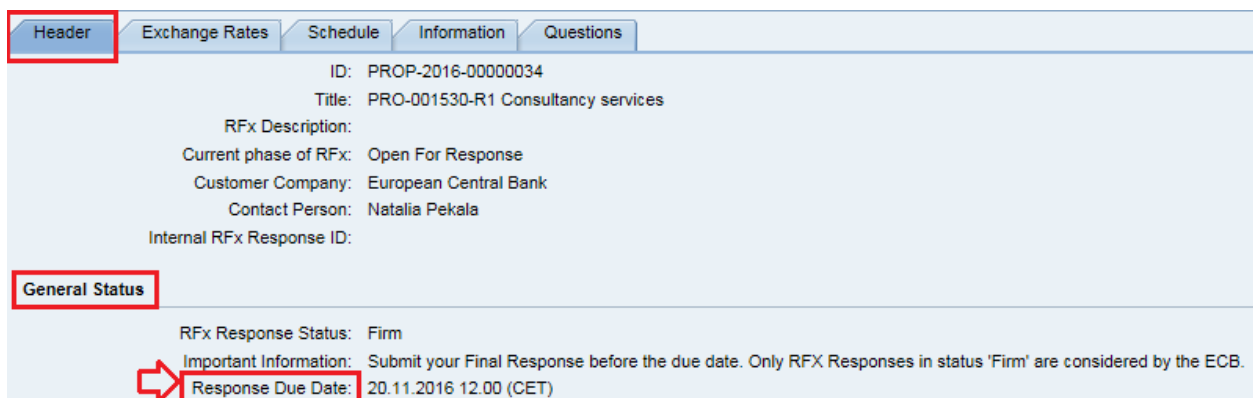 Header Exchange Rates Schedule Information Questions
ID: PROP-2016-00000034
Title: PRO-001530-R1 Consultancy services
RFx Description:
Current phase of RFx: Open For Response
Customer Company: European Central Bank
Contact Person: Natalia Pekala
Internal RFx Response ID:
General Status
RFx Response Status: Firm
Important Information: Submit your Final Response before the due date. Only RFX Responses in status 'Firm' are considered by the ECB.
Response Due Date: 20.11.2016 12.00 (CET)